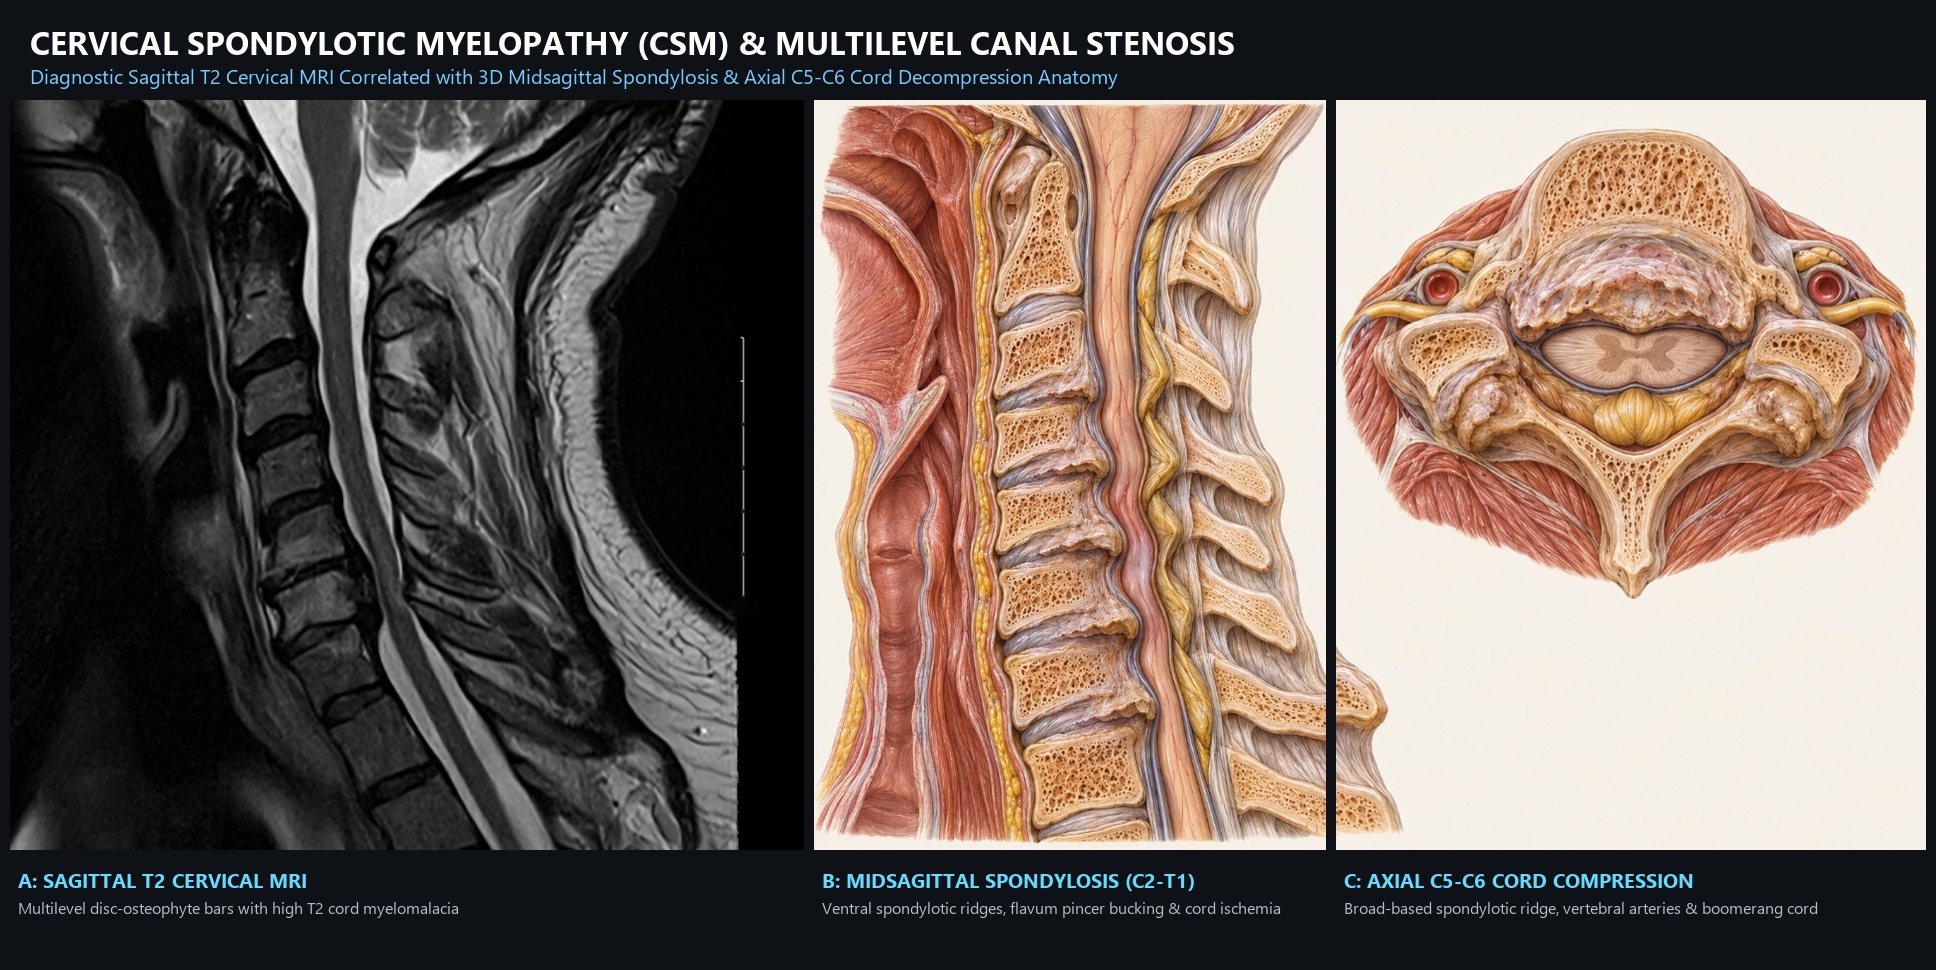 CERVICAL SPONDYLOTIC MYELOPATHY (CSM) & MULTILEVEL CANAL STENOSIS
Diagnostic Sagittal T2 Cervical MRI Correlated with 3D Midsagittal Spondylosis & Axial C5-C6 Cord Decompression Anatomy
A: SAGITTAL T2 CERVICAL MRI
Multilevel disc-osteophyte bars with high T2 cord myelomalacia
B: MIDSAGITTAL SPONDYLOSIS (C2-T1)
Ventral spondylotic ridges, flavum pincer bucking & cord ischemia
C: AXIAL C5-C6 CORD COMPRESSION
Broad-based spondylotic ridge, vertebral arteries & boomerang cord